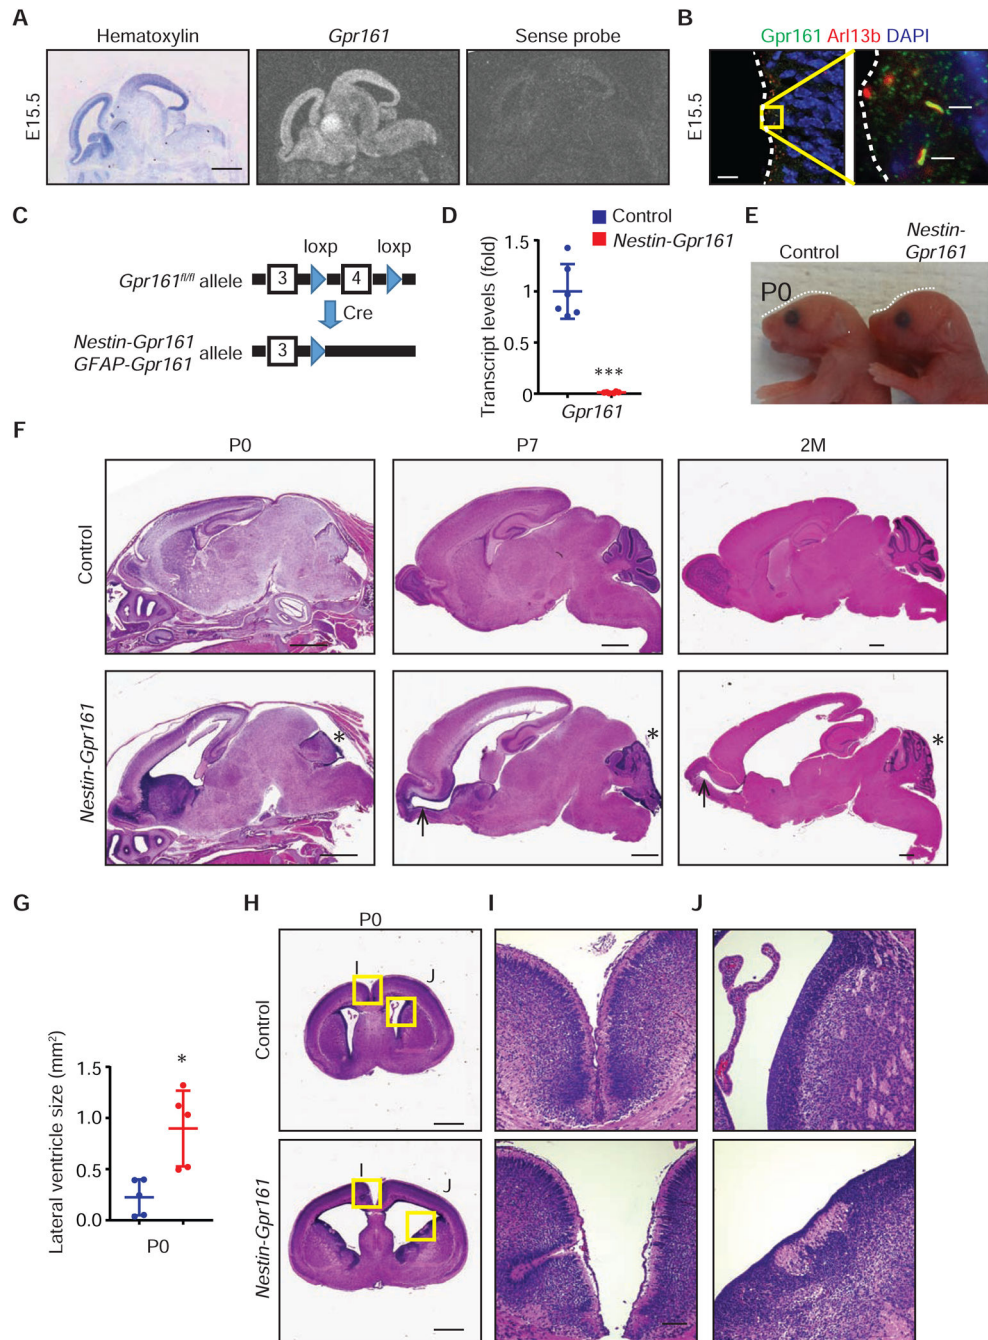 A
Hematoxylin
Gpr161
Sense probe
E15.5
B
Gpr161 Arl13b DAPI
E15.5
C
loxp loxp
Gpr161fl/fl allele
3
4
Cre
Nestin-Gpr161
GFAP-Gpr161
allele
3
D
Control
Nestin-Gpr161
Transcript levels (fold)
1.5
1
0.5
0
***
Gpr161
E
Control
Nestin-
Gpr161
P0
F
P0
P7
2M
Control
Nestin-Gpr161
*
*
*
G
Lateral ventricle size (mm²)
1.5
1.0
0.5
0.0
*
P0
H
P0
Control
I
J
Nestin-Gpr161
I
J
I
J